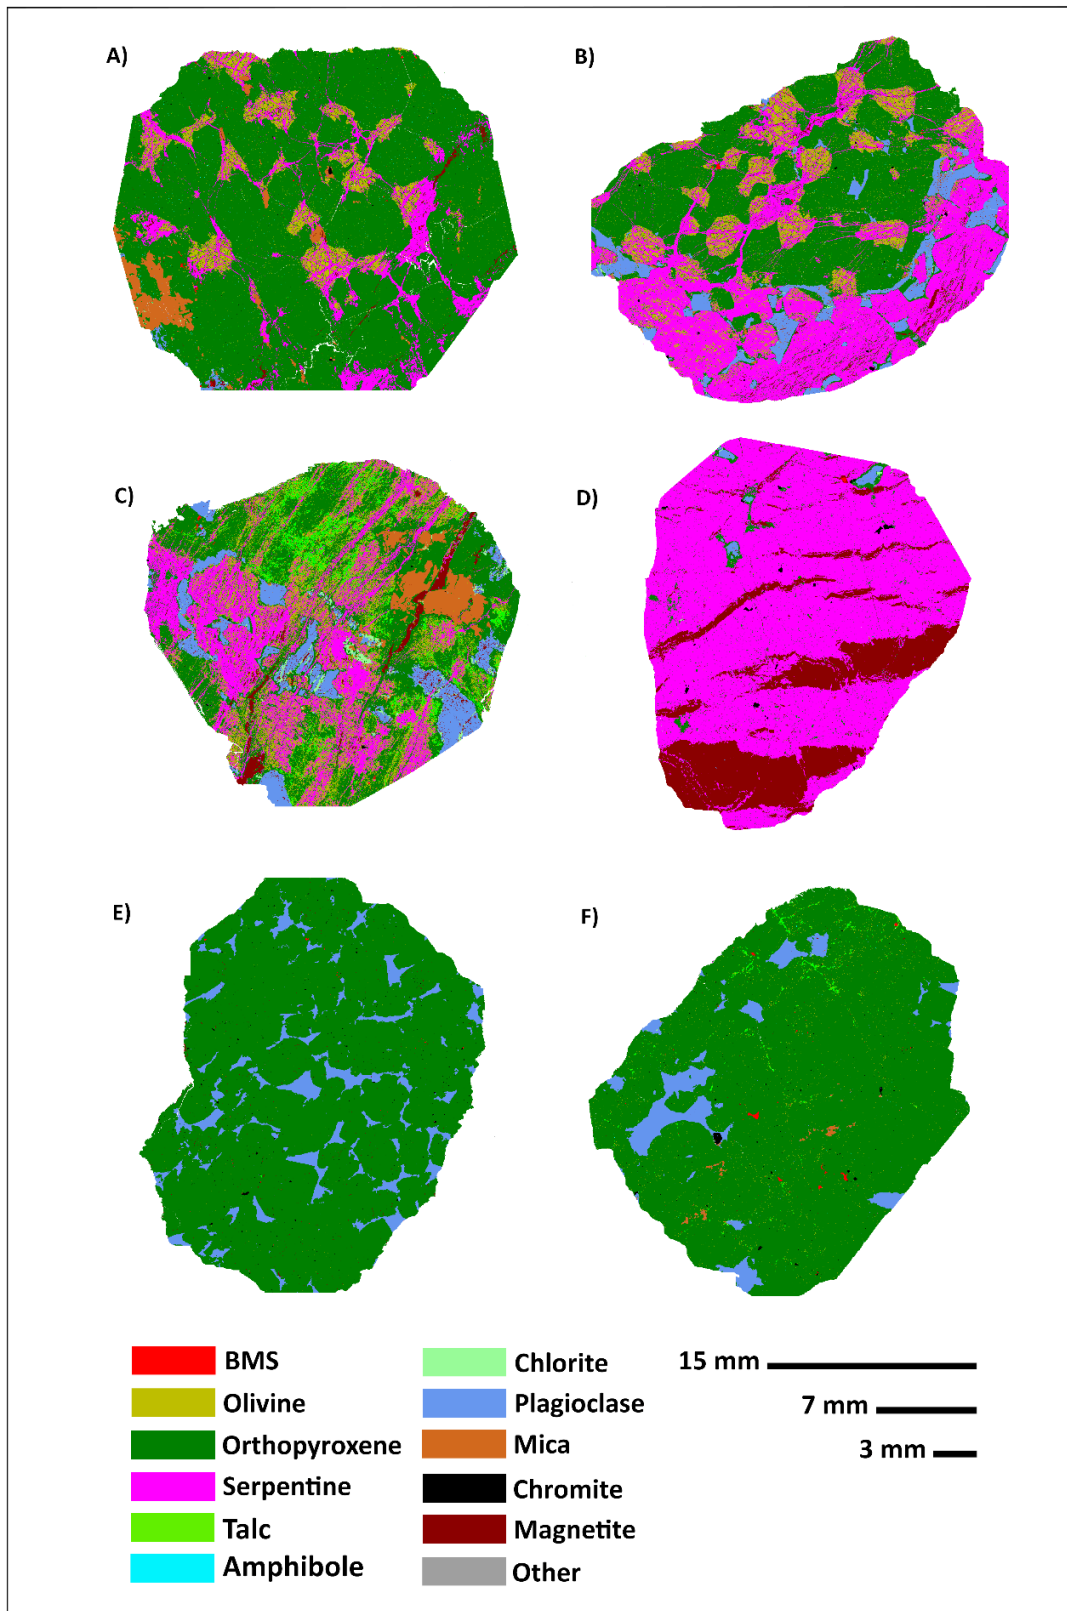 A)
B)
C)
D)
E)
F)
BMS
Olivine
Orthopyroxene
Serpentine
Talc
Amphibole
Chlorite
Plagioclase
Mica
Chromite
Magnetite
Other
15 mm
7 mm
3 mm